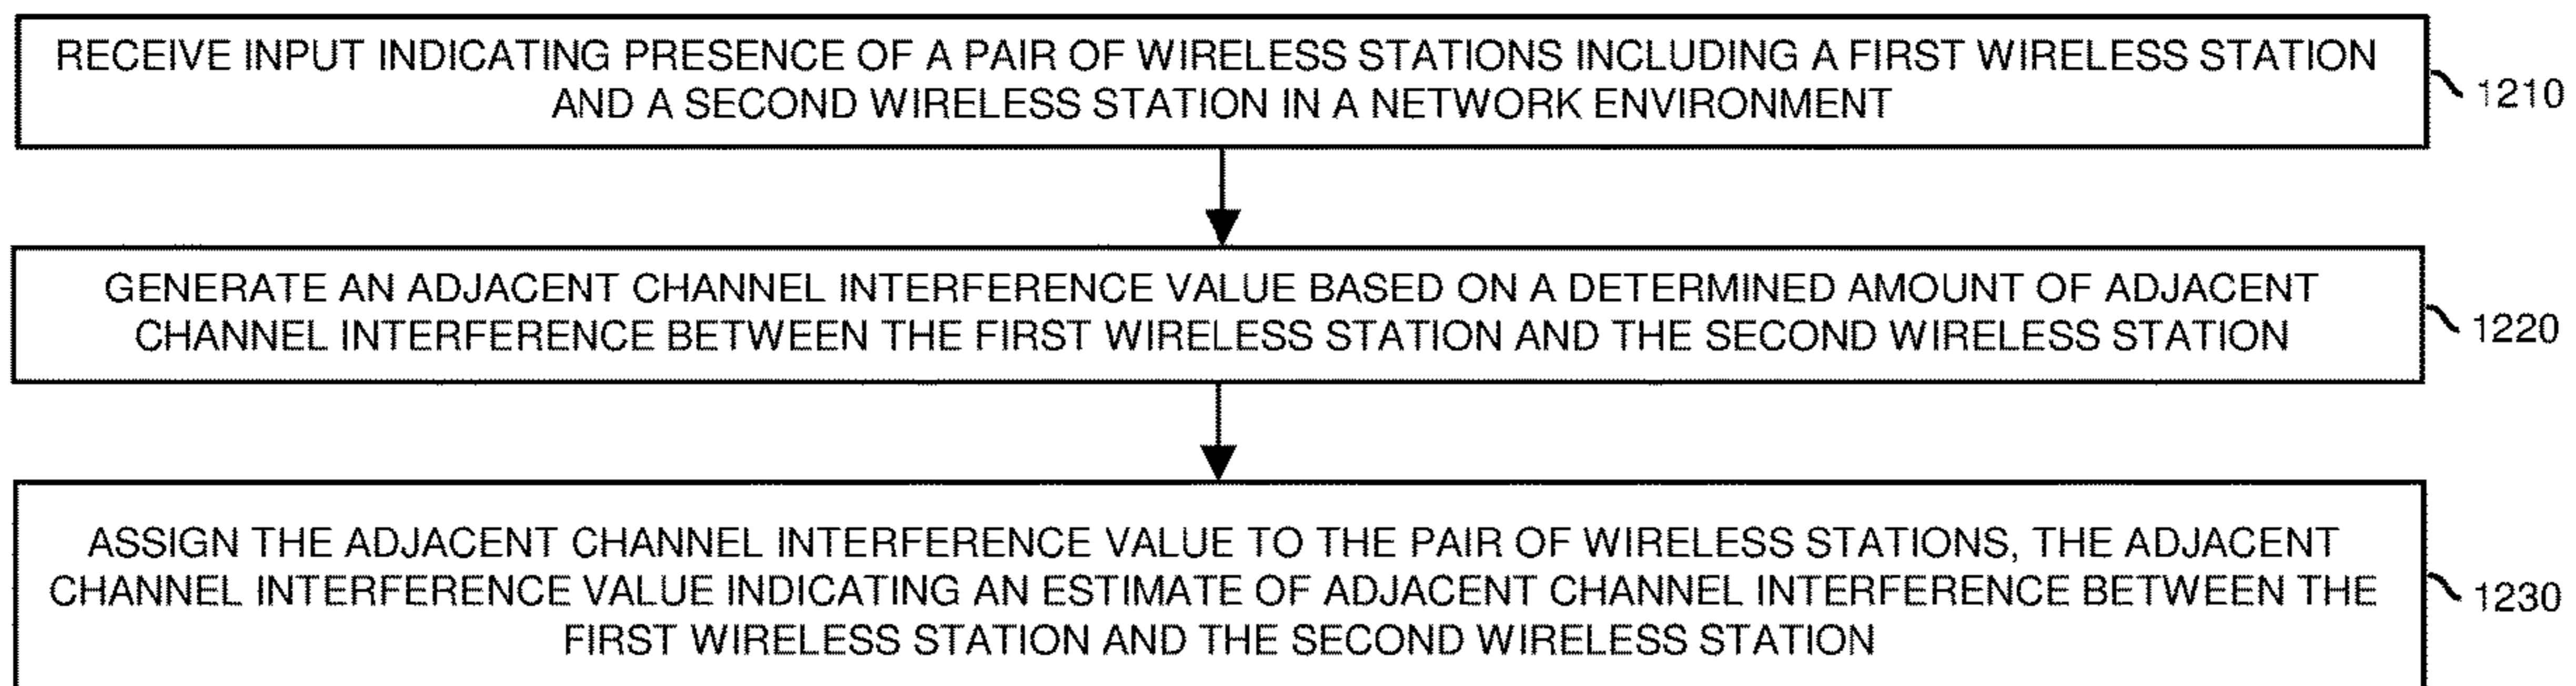 RECEIVE INPUT INDICATING PRESENCE OF A PAIR OF WIRELESS STATIONS INCLUDING A FIRST WIRELESS STATION
AND A SECOND WIRELESS STATION IN A NETWORK ENVIRONMENT
1210
GENERATE AN ADJACENT CHANNEL INTERFERENCE VALUE BASED ON A DETERMINED AMOUNT OF ADJACENT
CHANNEL INTERFERENCE BETWEEN THE FIRST WIRELESS STATION AND THE SECOND WIRELESS STATION
1220
ASSIGN THE ADJACENT CHANNEL INTERFERENCE VALUE TO THE PAIR OF WIRELESS STATIONS, THE ADJACENT
CHANNEL INTERFERENCE VALUE INDICATING AN ESTIMATE OF ADJACENT CHANNEL INTERFERENCE BETWEEN THE
FIRST WIRELESS STATION AND THE SECOND WIRELESS STATION
1230